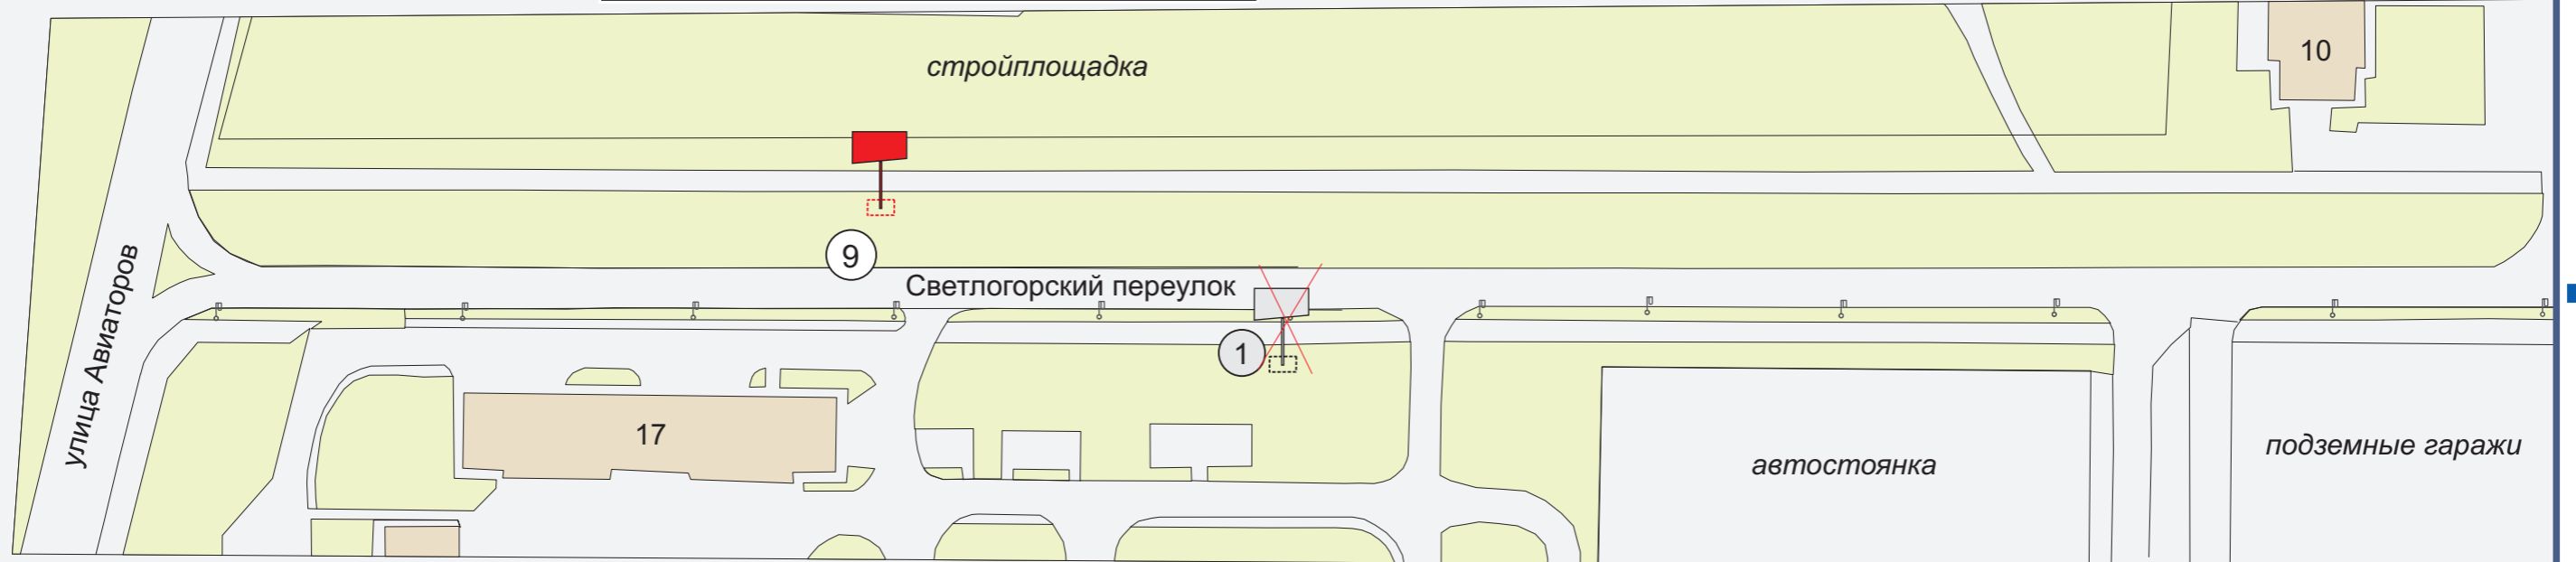 стройплощадка
10
9
Светлогорский переулок
улица Авиаторов
1
17
автостоянка
подземные гаражи